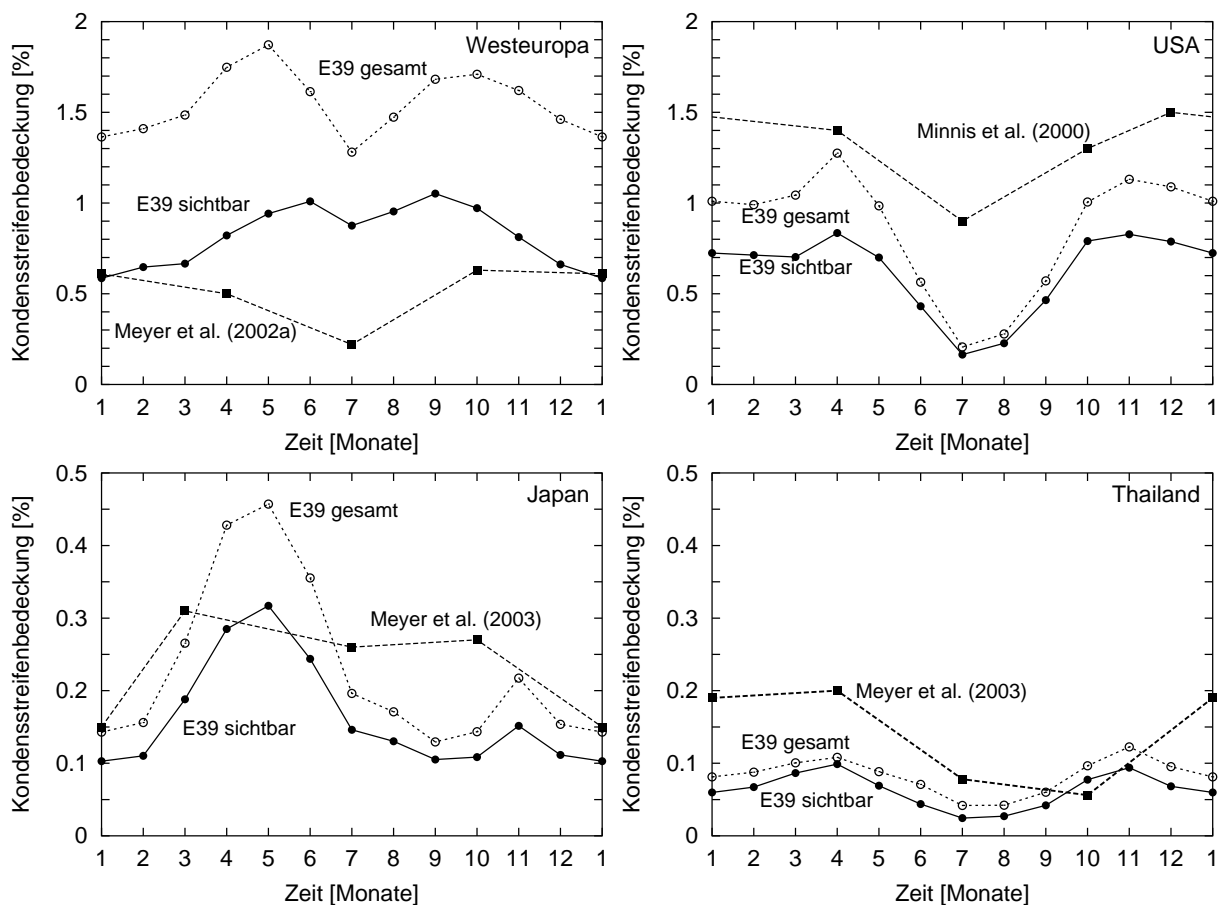 Kondensstreifenbedeckung [%]
2
1.5
1
0.5
0
Westeuropa
E39 gesamt
E39 sichtbar
Meyer et al. (2002a)
1 2 3 4 5 6 7 8 9 10 11 12 1
Zeit [Monate]
Kondensstreifenbedeckung [%]
2
1.5
1
0.5
0
USA
Minnis et al. (2000)
E39 gesamt
E39 sichtbar
1 2 3 4 5 6 7 8 9 10 11 12 1
Zeit [Monate]
Kondensstreifenbedeckung [%]
0.5
0.4
0.3
0.2
0.1
0
Japan
E39 gesamt
Meyer et al. (2003)
E39 sichtbar
1 2 3 4 5 6 7 8 9 10 11 12 1
Zeit [Monate]
Kondensstreifenbedeckung [%]
0.5
0.4
0.3
0.2
0.1
0
Thailand
Meyer et al. (2003)
E39 gesamt
E39 sichtbar
1 2 3 4 5 6 7 8 9 10 11 12 1
Zeit [Monate]